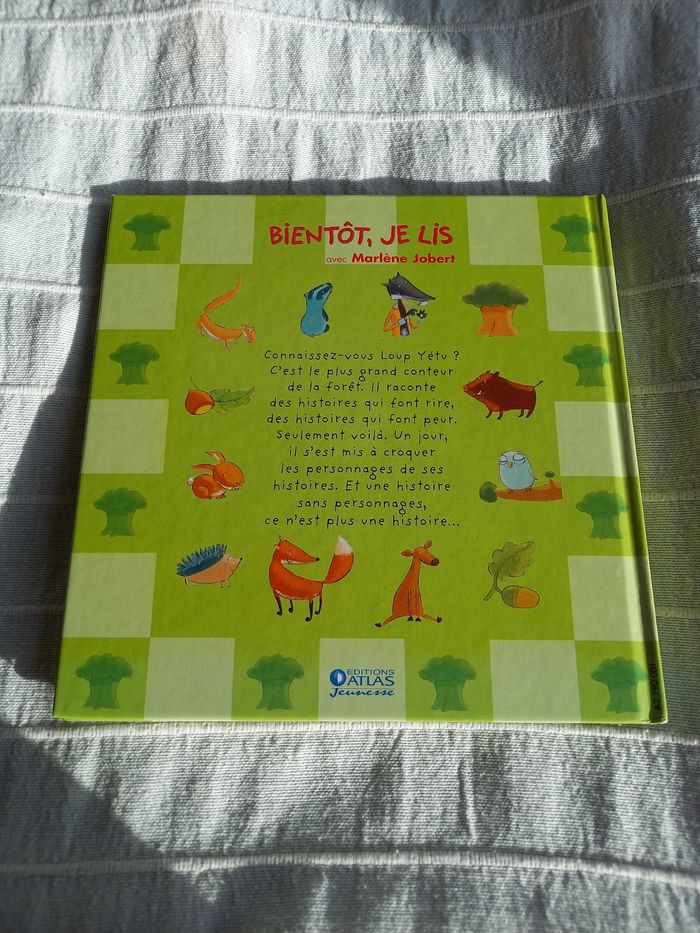 BIENTÔT, JE LIS
avec Marlène Jobert
Connaissez-vous Loup Yétu ?
C'est le plus grand conteur
de la forêt. Il raconte
des histoires qui font rire,
des histoires qui font peur.
Seulement voilà. Un jour,
il s'est mis à croquer
les personnages de ses
histoires. Et une histoire
sans personnages,
ce n'est plus une histoire...
EDITIONS
ATLAS
Jeunesse